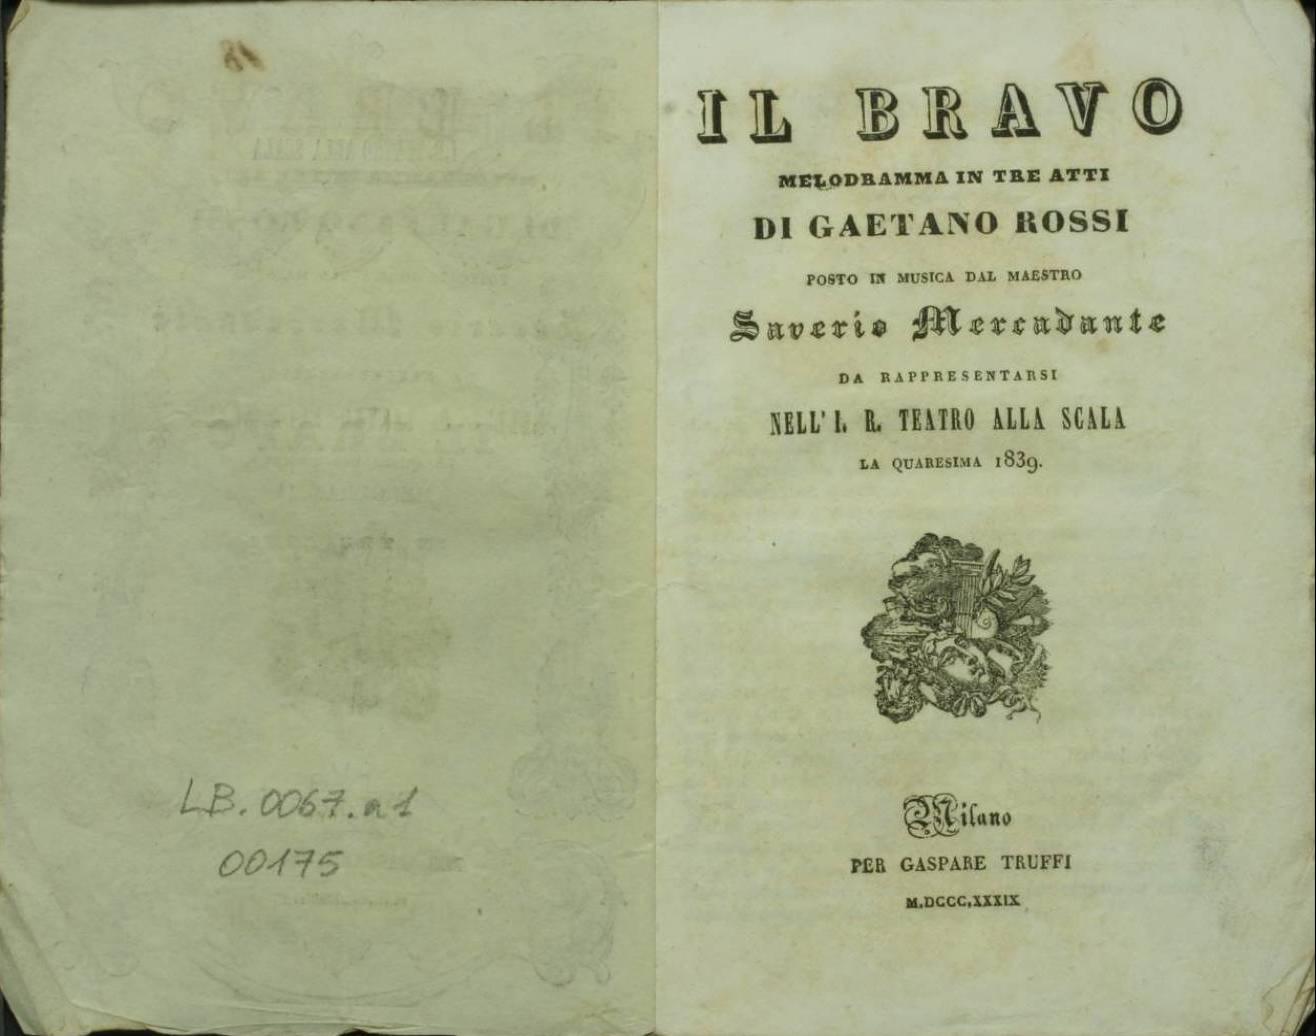 LB.0067.a1
00175
IL BRAVO
MELODRAMMA IN TRE ATTI
DI GAETANO ROSSI
POSTO IN MUSICA DAL MAESTRO
Saverio Mercadante
DA RAPPRESENTARSI
NELL' I. R. TEATRO ALLA SCALA
LA QUARESIMA 1839.
Milano
PER GASPARE TRUFFI
M.DCCC.XXXIX